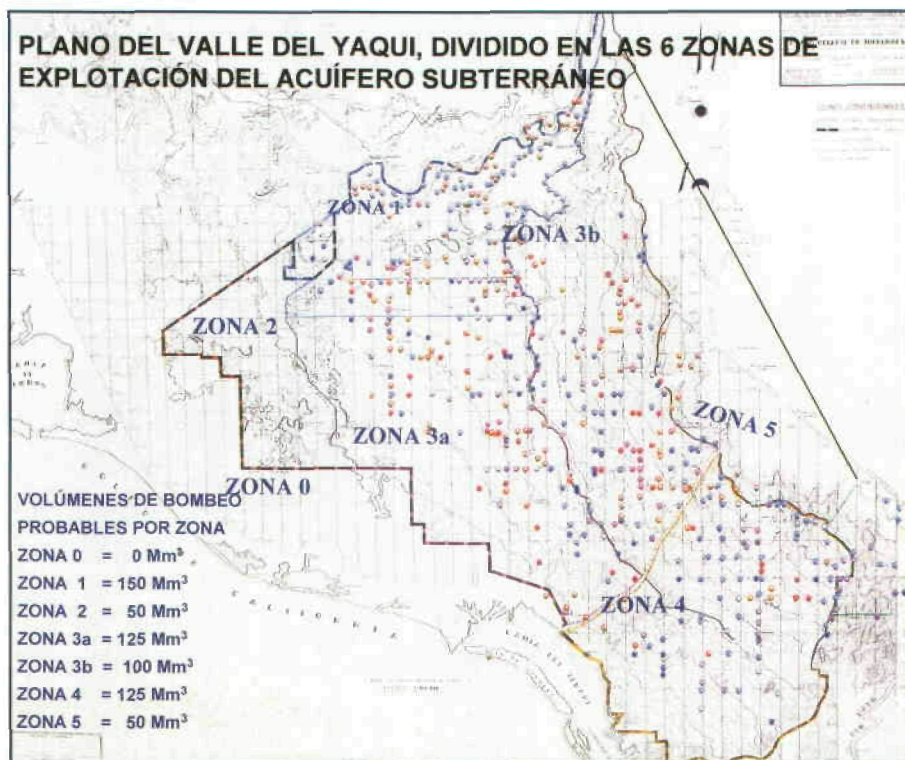 PLANO DEL VALLE DEL YAQUI, DIVIDIDO EN LAS 6 ZONAS DE
EXPLOTACIÓN DEL ACUÍFERO SUBTERRÁNEO
ZONA 1
ZONA 3b
ZONA 2
ZONA 3a
ZONA 5
ZONA 0
ZONA 4
VOLÚMENES DE BOMBEO
PROBABLES POR ZONA
ZONA 0 = 0 Mm³
ZONA 1 = 150 Mm³
ZONA 2 = 50 Mm³
ZONA 3a = 125 Mm³
ZONA 3b = 100 Mm³
ZONA 4 = 125 Mm³
ZONA 5 = 50 Mm³
CALIFORNIA